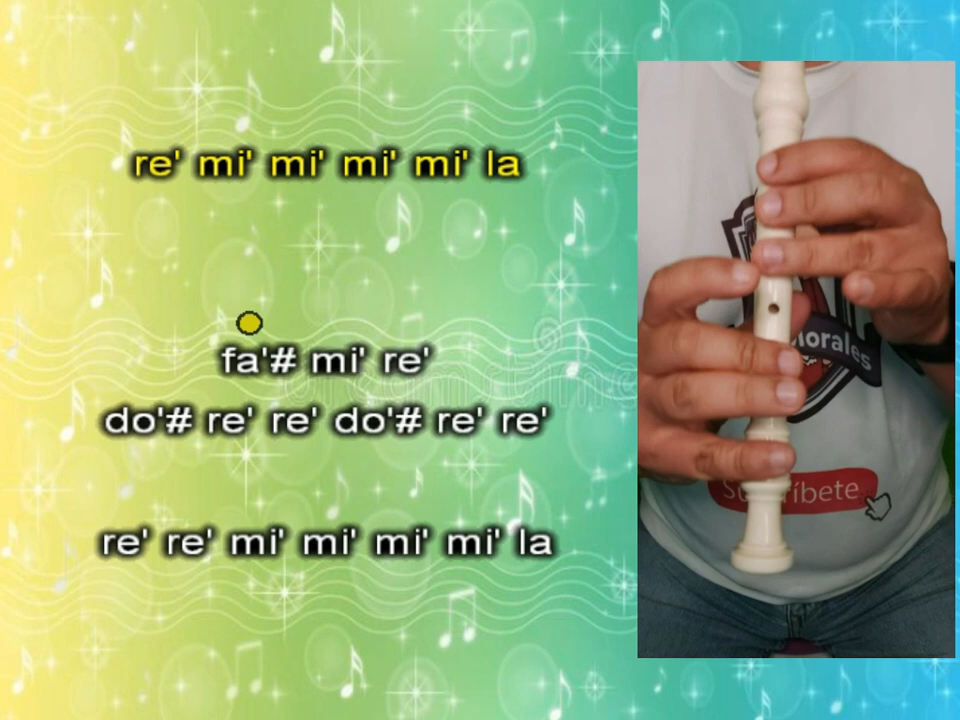 re' mi' mi' mi' mi' la
fa'# mi' re'
do'# re' re' do'# re' re'
re' re' mi' mi' mi' mi' la